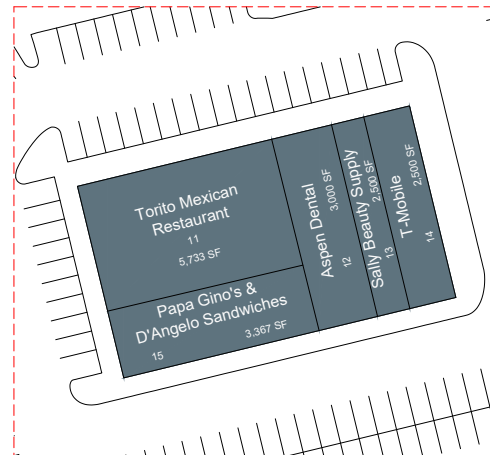 Torito Mexican
Restaurant
11
5,733 SF
Papa Gino's &
D'Angelo Sandwiches
15
3,367 SF
Aspen Dental
3,000 SF
12
Sally Beauty Supply
2,500 SF
13
T-Mobile
2,500 SF
14